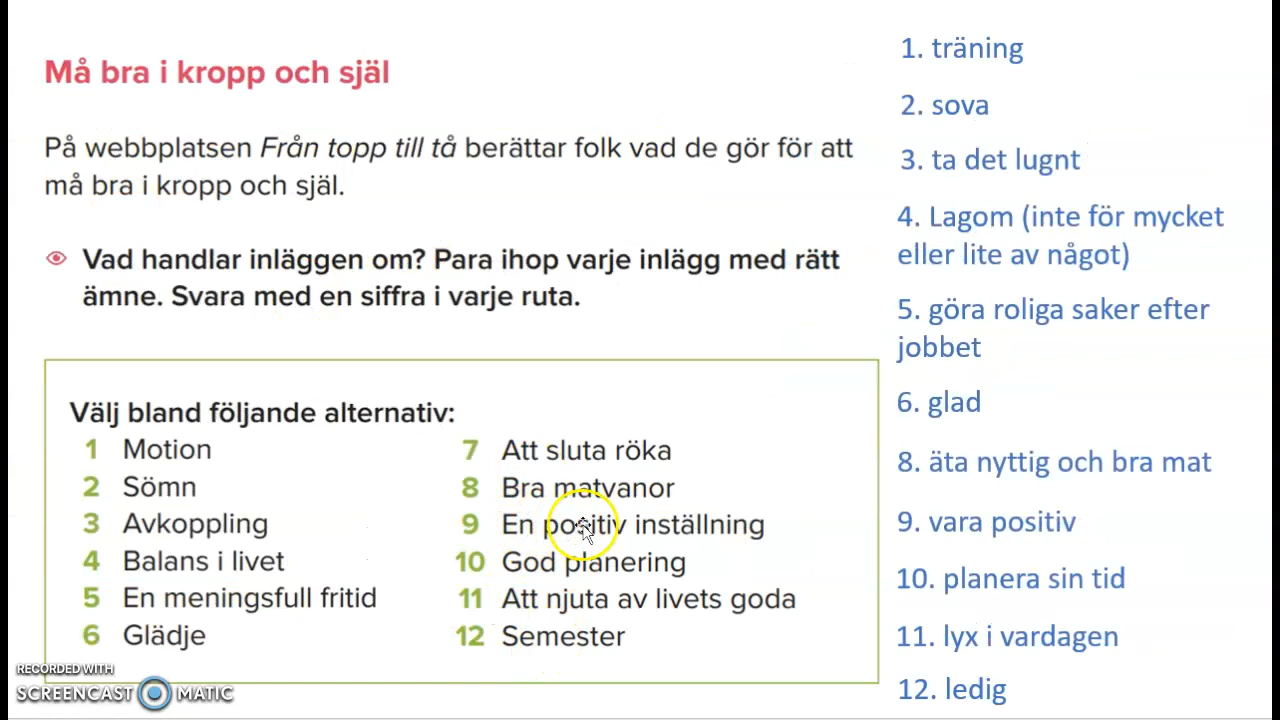 Må bra i kropp och själ
På webbplatsen Från topp till tå berättar folk vad de gör för att
må bra i kropp och själ.
Vad handlar inläggen om? Para ihop varje inlägg med rätt
ämne. Svara med en siffra i varje ruta.
Välj bland följande alternativ:
1 Motion
2 Sömn
3 Avkoppling
4 Balans i livet
5 En meningsfull fritid
6 Glädje
7 Att sluta röka
8 Bra matvanor
9 En positiv inställning
10 God planering
11 Att njuta av livets goda
12 Semester
1. träning
2. sova
3. ta det lugnt
4. Lagom (inte för mycket
eller lite av något)
5. göra roliga saker efter
jobbet
6. glad
8. äta nyttig och bra mat
9. vara positiv
10. planera sin tid
11. lyx i vardagen
12. ledig
RECORDED WITH
SCREENCAST MATIC